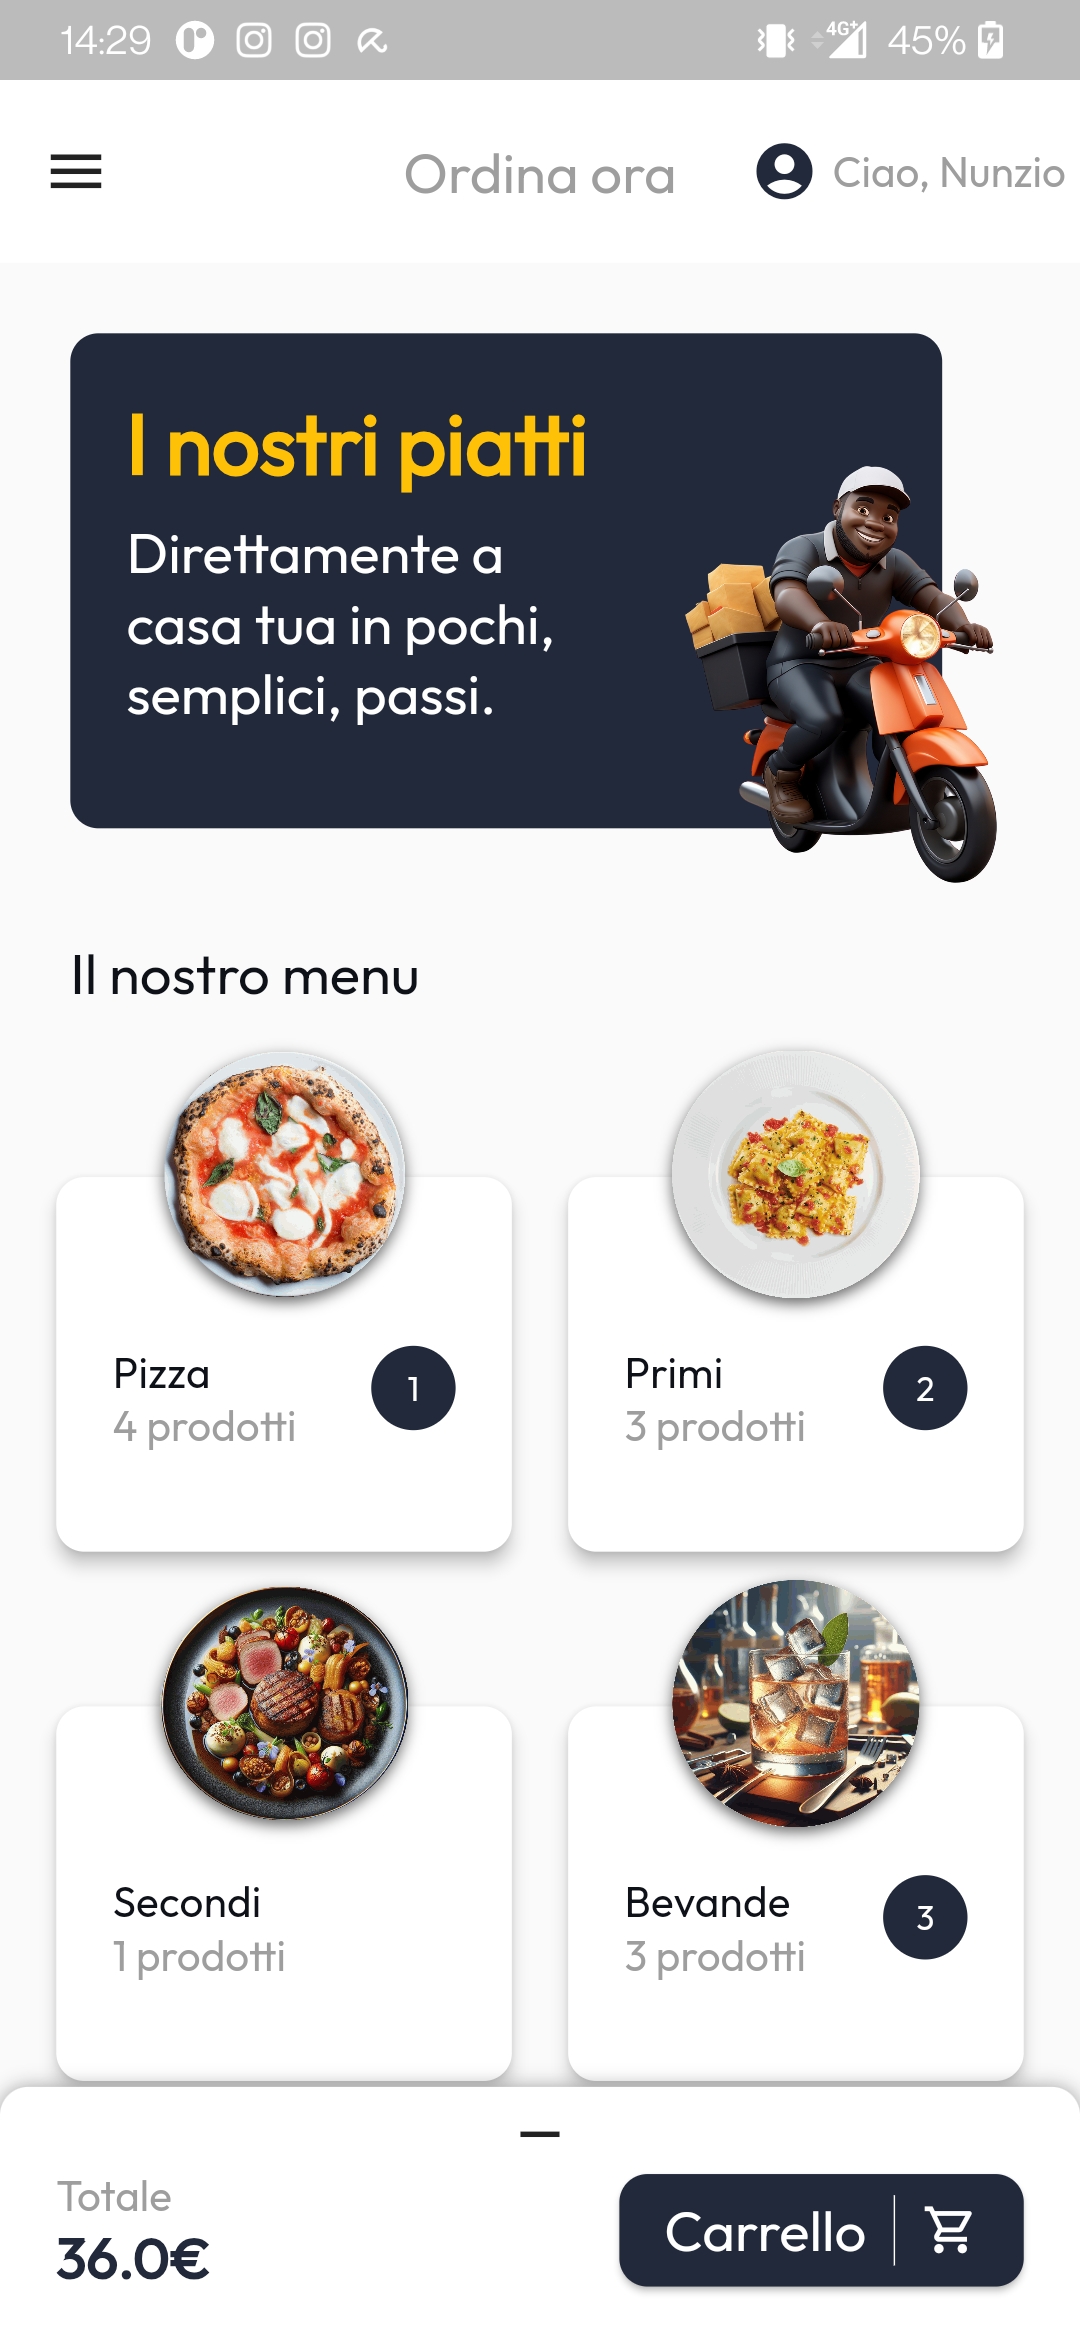 14:29
4G+
45%
Ordina ora
Ciao, Nunzio
I nostri piatti
Direttamente a
casa tua in pochi,
semplici, passi.
Il nostro menu
Pizza
4 prodotti
1
Primi
3 prodotti
2
Secondi
1 prodotti
Bevande
3 prodotti
3
Totale
36.0€
Carrello